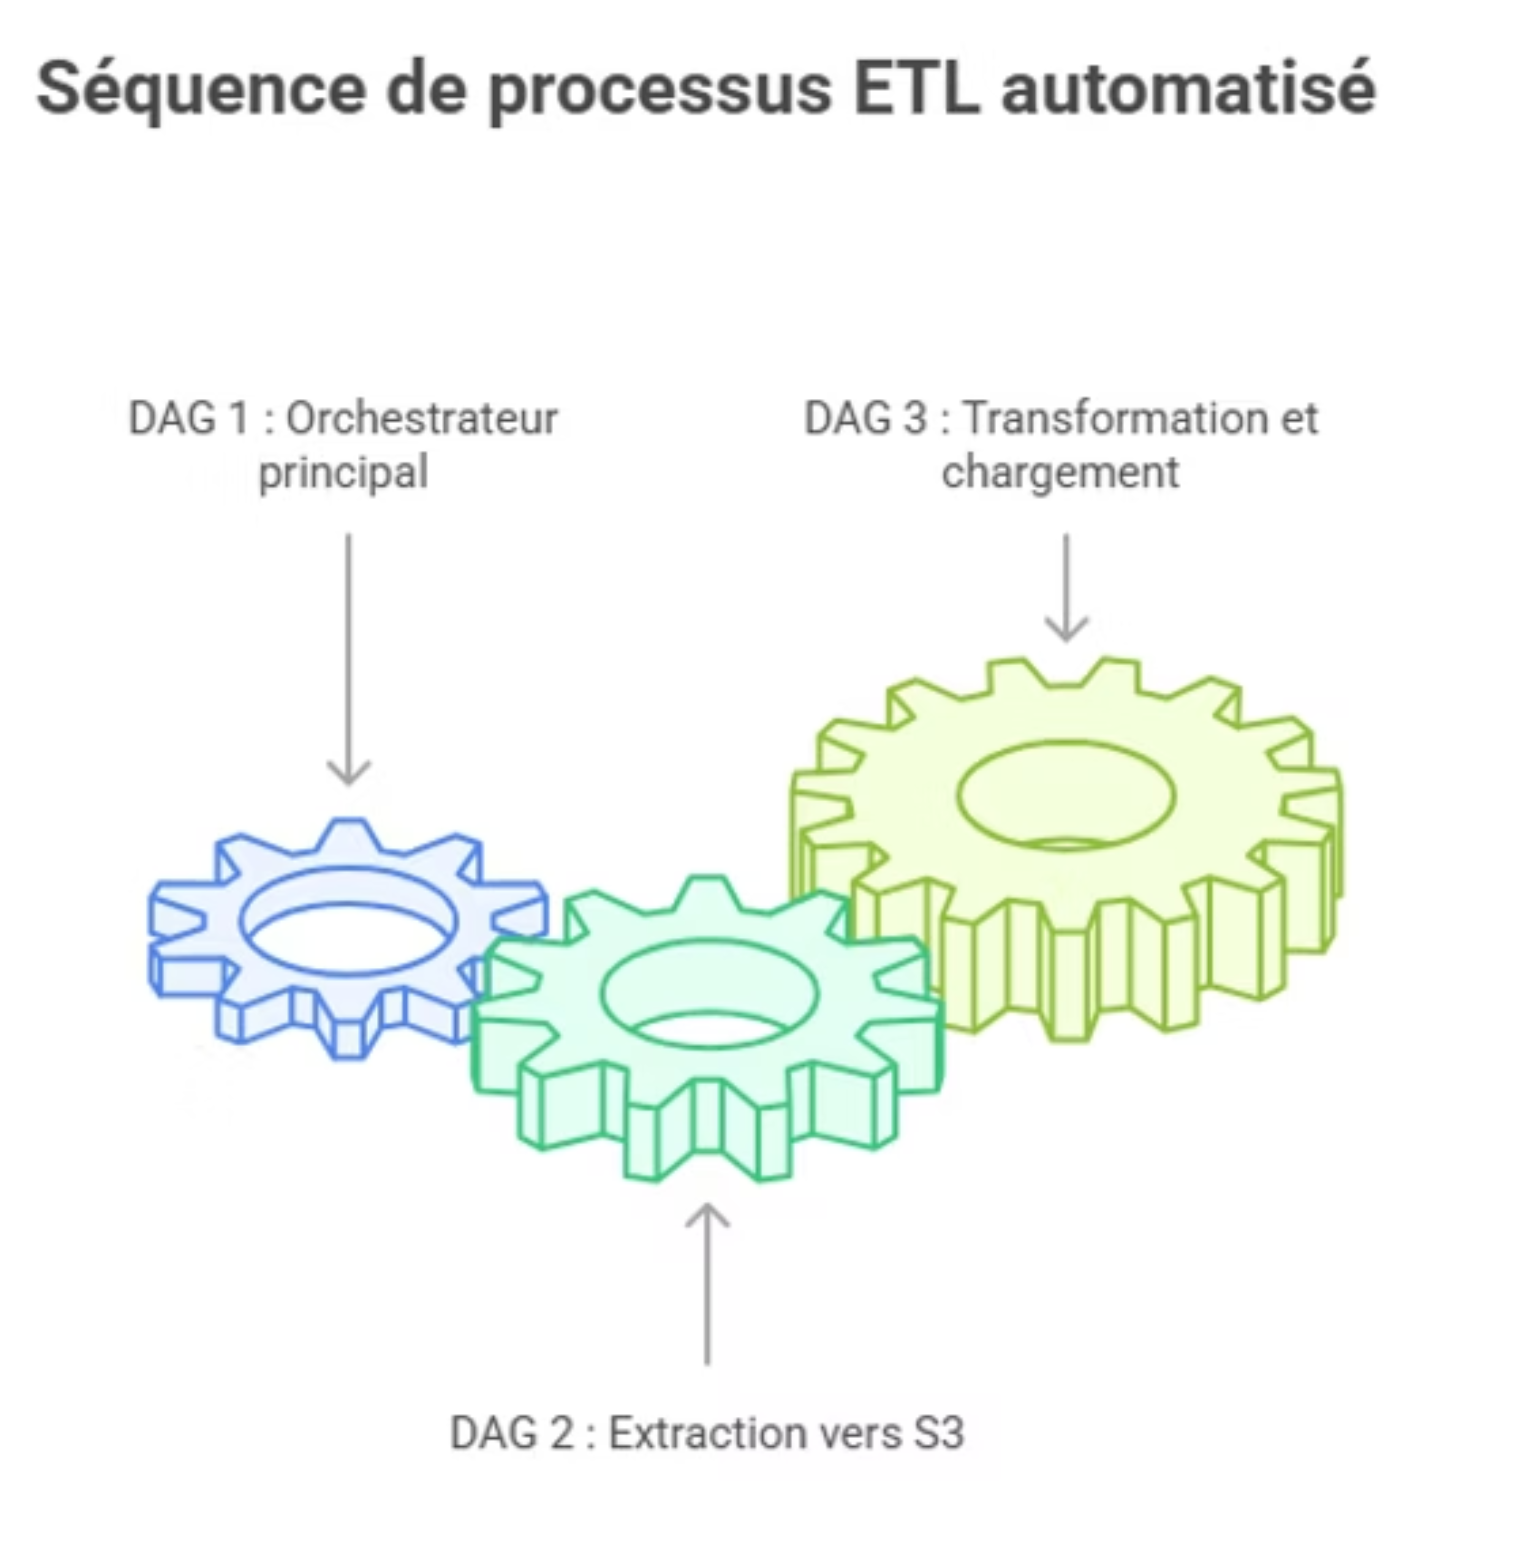 Séquence de processus ETL automatisé
DAG 1 : Orchestrateur
principal
DAG 3 : Transformation et
chargement
DAG 2 : Extraction vers S3